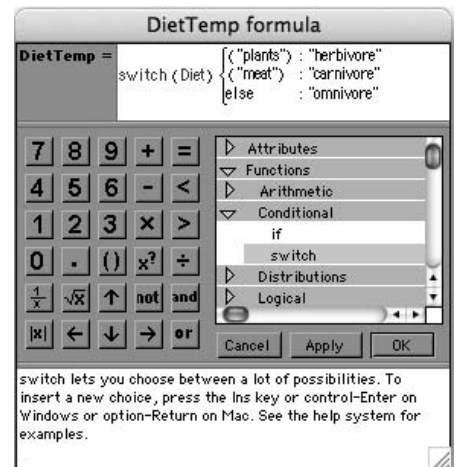 DietTemp formula
DietTemp =
("plants") : "herbivore"
switch (Diet) { ("meat") : "carnivore"
else : "omnivore"
7 8 9 + =
4 5 6 - <
1 2 3 × >
0 . () x? ÷
1/x √x ↑ not and
|x| ← ↓ → or
Attributes
Functions
Arithmetic
Conditional
if
switch
Distributions
Logical
Cancel Apply OK
switch lets you choose between a lot of possibilities. To
insert a new choice, press the Ins key or control-Enter on
Windows or option-Return on Mac. See the help system for
examples.